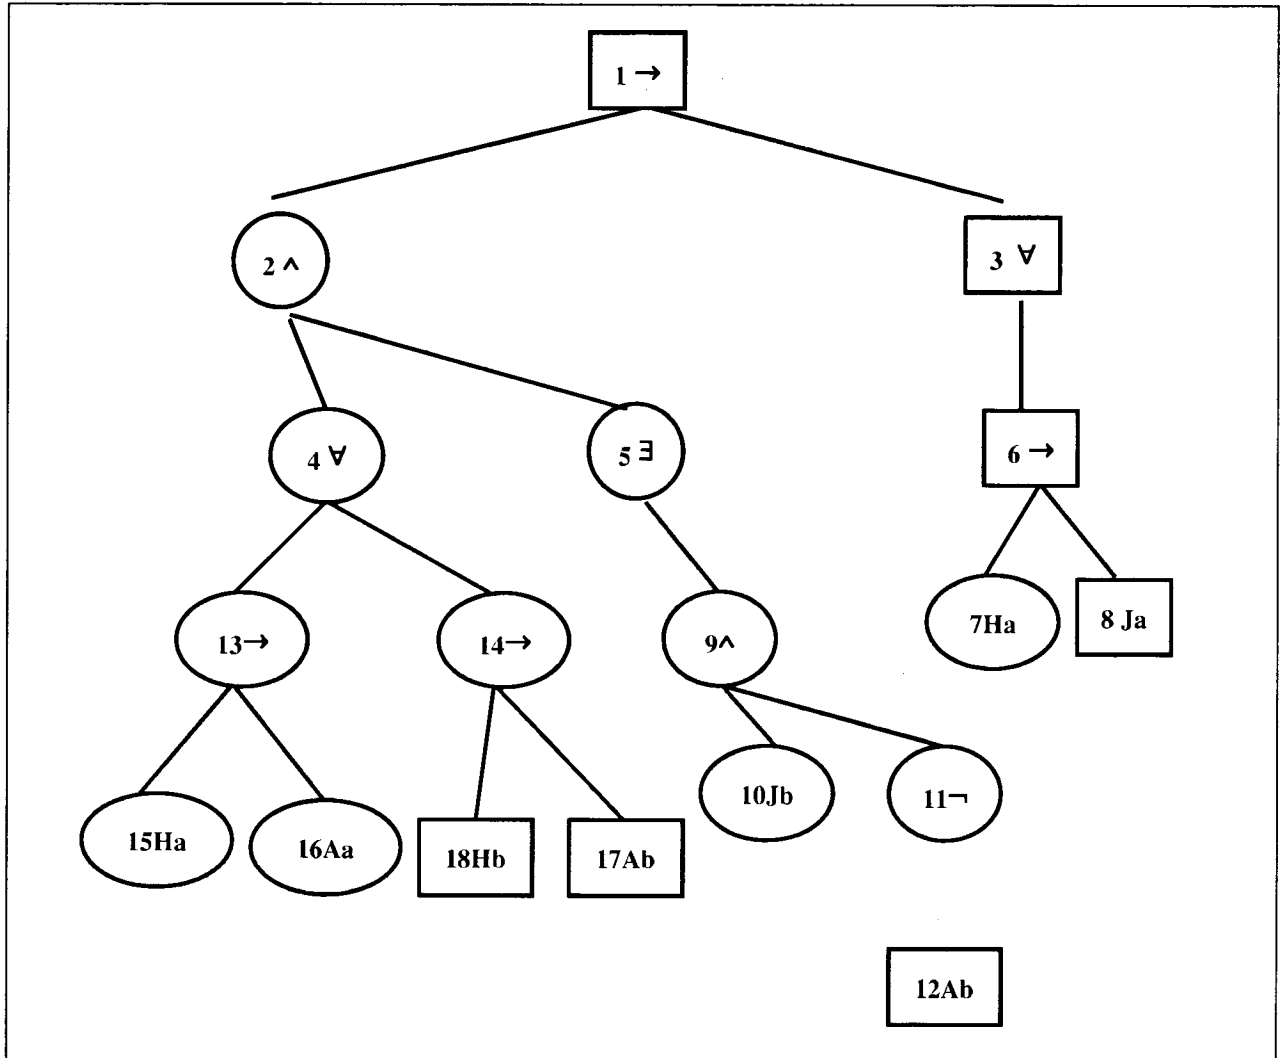 1 →
2 ∧
3 ∀
4 ∀
5 ∃
6 →
7Ha
8 Ja
13→
14→
9∧
10Jb
11¬
15Ha
16Aa
18Hb
17Ab
12Ab